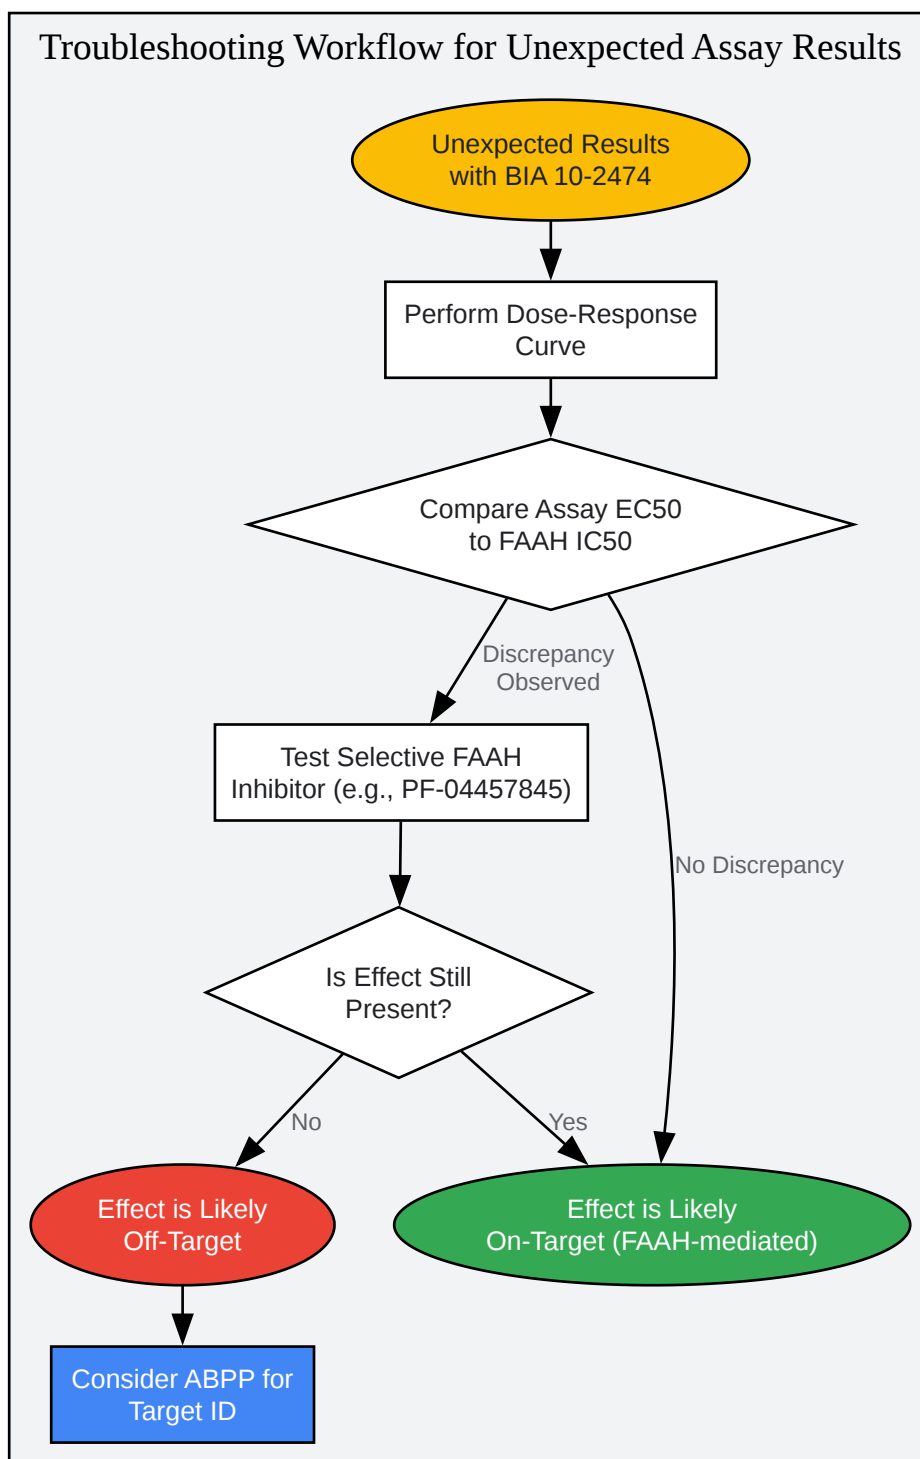 Troubleshooting Workflow for Unexpected Assay Results
Unexpected Results
with BIA 10-2474
Perform Dose-Response
Curve
Compare Assay EC50
to FAAH IC50
Discrepancy
Observed
Test Selective FAAH
Inhibitor (e.g., PF-04457845)
No Discrepancy
Is Effect Still
Present?
No
Yes
Effect is Likely
Off-Target
Effect is Likely
On-Target (FAAH-mediated)
Consider ABPP for
Target ID